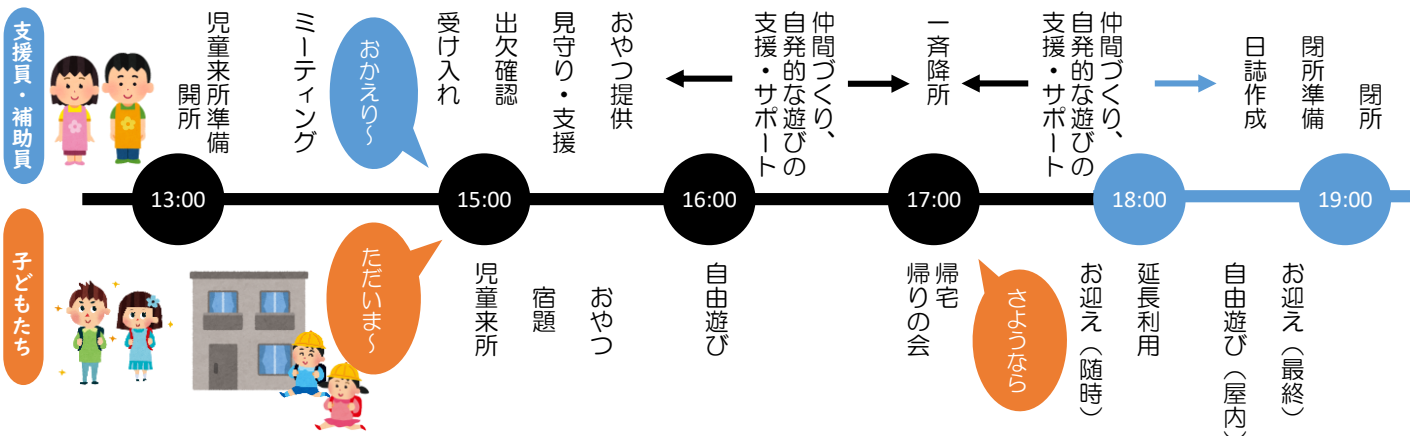 支援員・補助員
児童来所準備
開所
ミーティング
おかえり～
受け入れ
出欠確認
見守り・支援
おやつ提供
仲間づくり、
自発的な遊びの
支援・サポート
一斉降所
仲間づくり、
自発的な遊びの
支援・サポート
日誌作成
閉所準備
閉所
13:00
15:00
16:00
17:00
18:00
19:00
子どもたち
ただいま～
児童来所
宿題
おやつ
自由遊び
帰宅
帰りの会
さようなら
お迎え（随時）
延長利用
自由遊び（屋内）
お迎え（最終）